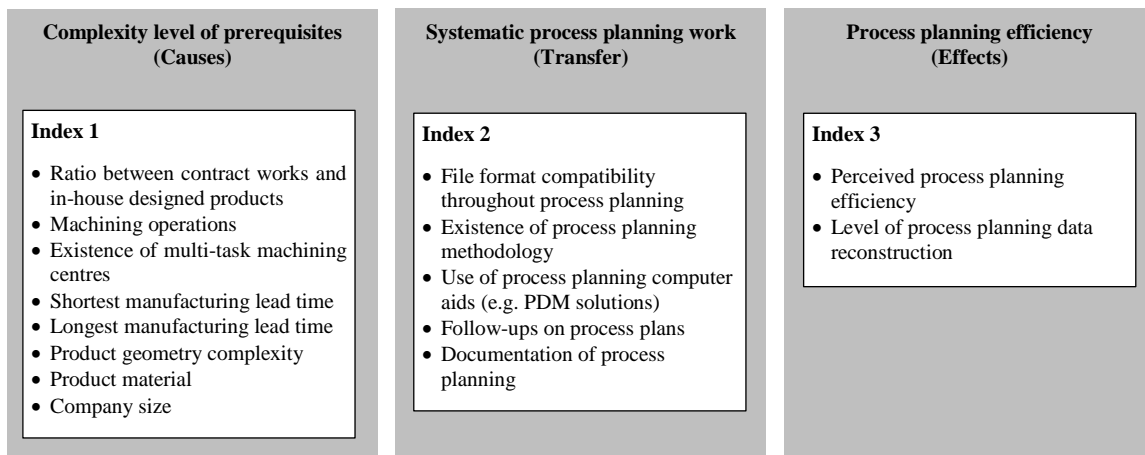 Complexity level of prerequisites
(Causes)
Index 1
• Ratio between contract works and
in-house designed products
• Machining operations
• Existence of multi-task machining
centres
• Shortest manufacturing lead time
• Longest manufacturing lead time
• Product geometry complexity
• Product material
• Company size
Systematic process planning work
(Transfer)
Index 2
• File format compatibility
throughout process planning
• Existence of process planning
methodology
• Use of process planning computer
aids (e.g. PDM solutions)
• Follow-ups on process plans
• Documentation of process
planning
Process planning efficiency
(Effects)
Index 3
• Perceived process planning
efficiency
• Level of process planning data
reconstruction